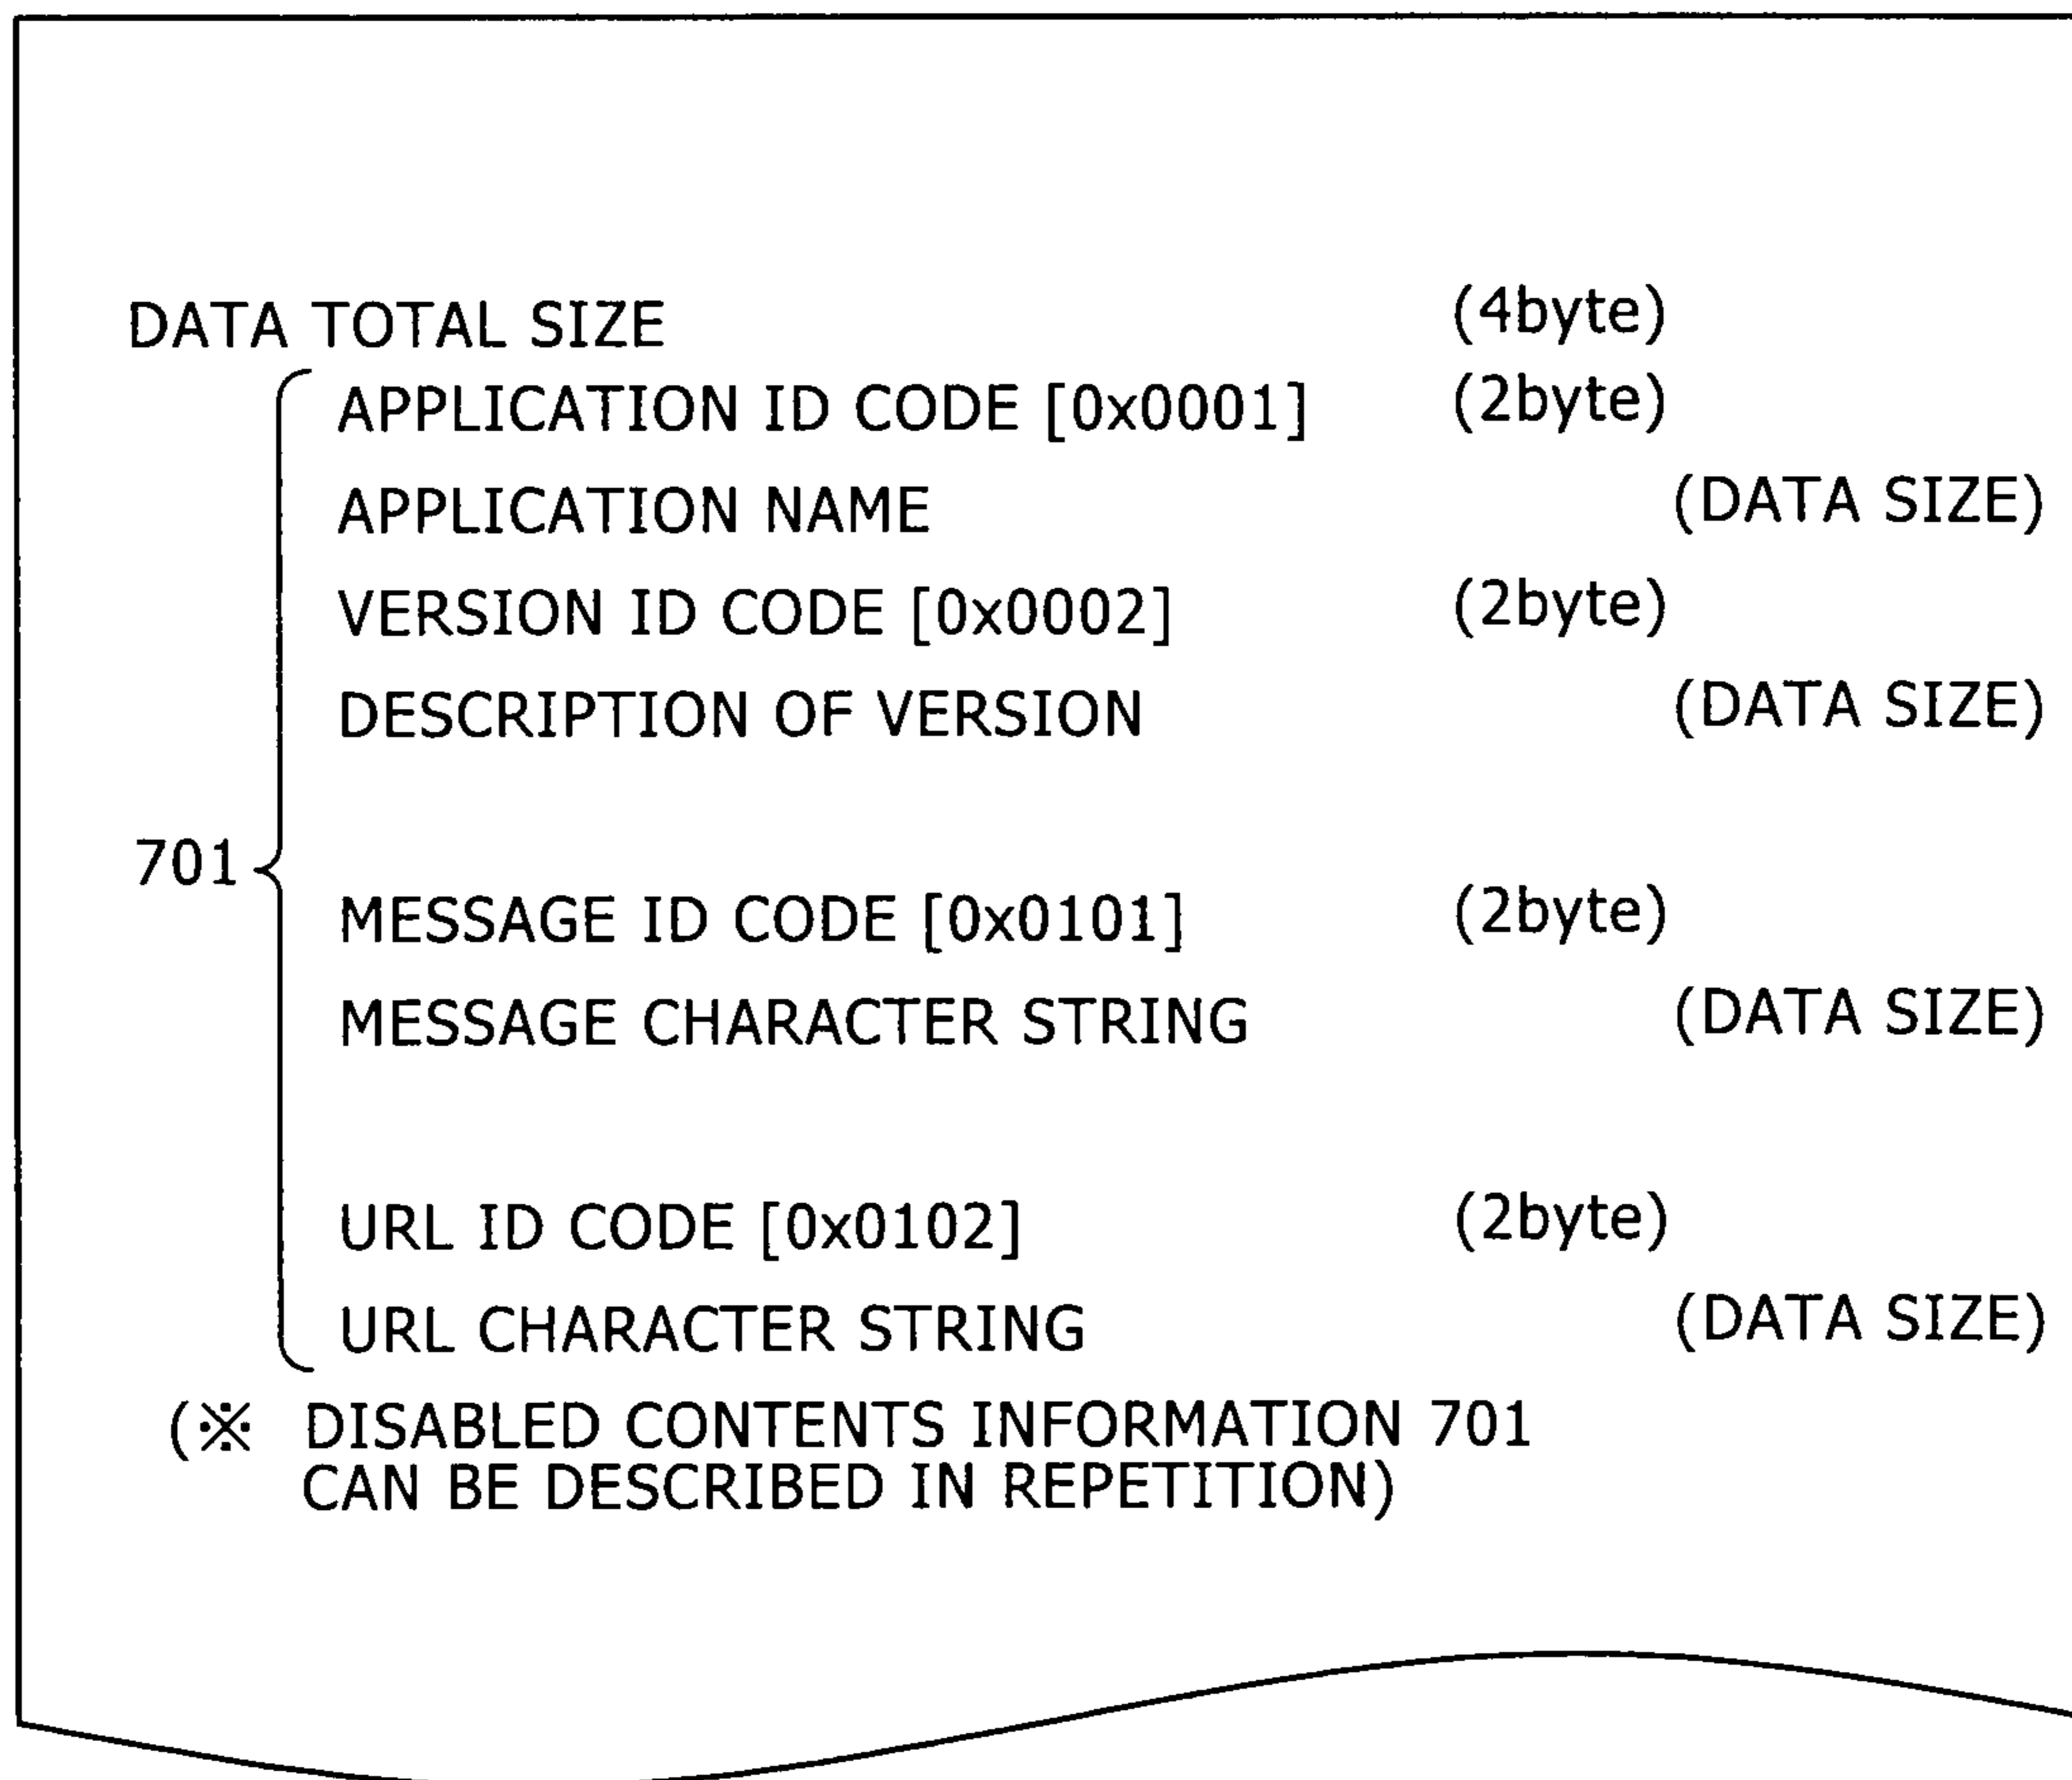 DATA TOTAL SIZE (4byte)
APPLICATION ID CODE [0x0001] (2byte)
APPLICATION NAME (DATA SIZE)
VERSION ID CODE [0x0002] (2byte)
DESCRIPTION OF VERSION (DATA SIZE)
701
MESSAGE ID CODE [0x0101] (2byte)
MESSAGE CHARACTER STRING (DATA SIZE)
URL ID CODE [0x0102] (2byte)
URL CHARACTER STRING (DATA SIZE)
(※ DISABLED CONTENTS INFORMATION 701
CAN BE DESCRIBED IN REPETITION)